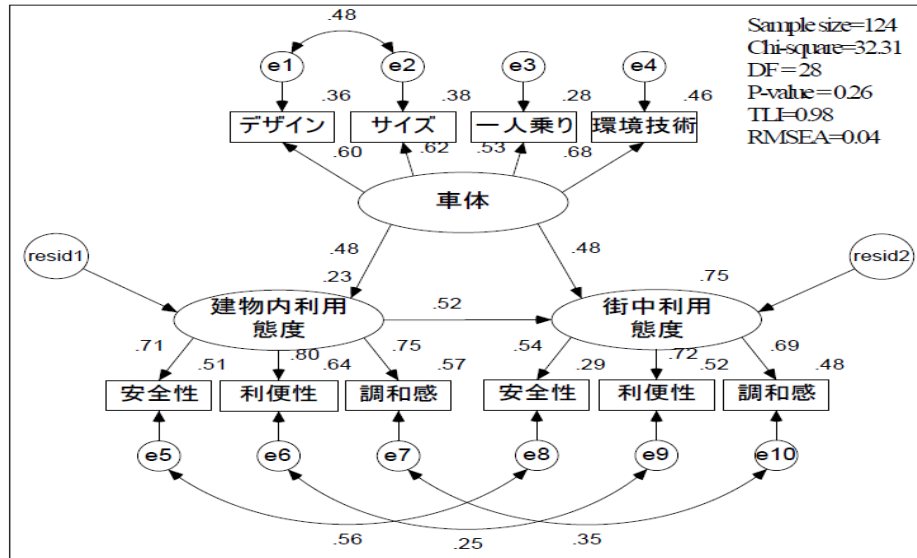 .48
Sample size=124
Chi-square=32.31
DF = 28
P-value = 0.26
TLI=0.98
RMSEA=0.04
e1 e2 e3 e4
.36 .38 .28 .46
デザイン サイズ 一人乗り 環境技術
.60 .62 .53 .68
車体
resid1 .48 .48 resid2
.23 .75
建物内利用
態度
.52
街中利用
態度
.71 .80 .75 .54 .72 .69
.51 .64 .57 .29 .52 .48
安全性 利便性 調和感 安全性 利便性 調和感
e5 e6 e7 e8 e9 e10
.56 .25 .35